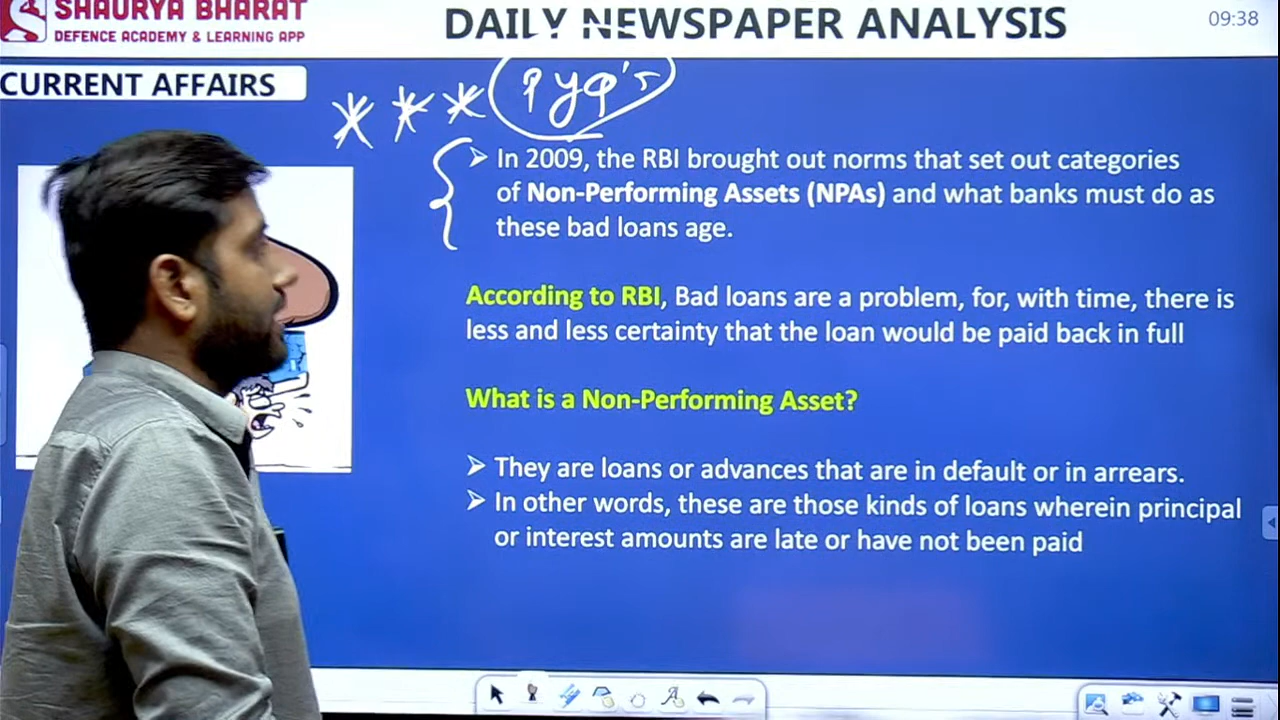 SHAURYA BHARAT
DEFENCE ACADEMY & LEARNING APP
DAILY NEWSPAPER ANALYSIS
09:38
CURRENT AFFAIRS
PYQ's
➢ In 2009, the RBI brought out norms that set out categories
of Non-Performing Assets (NPAs) and what banks must do as
these bad loans age.
According to RBI, Bad loans are a problem, for, with time, there is
less and less certainty that the loan would be paid back in full
What is a Non-Performing Asset?
➢ They are loans or advances that are in default or in arrears.
➢ In other words, these are those kinds of loans wherein principal
or interest amounts are late or have not been paid